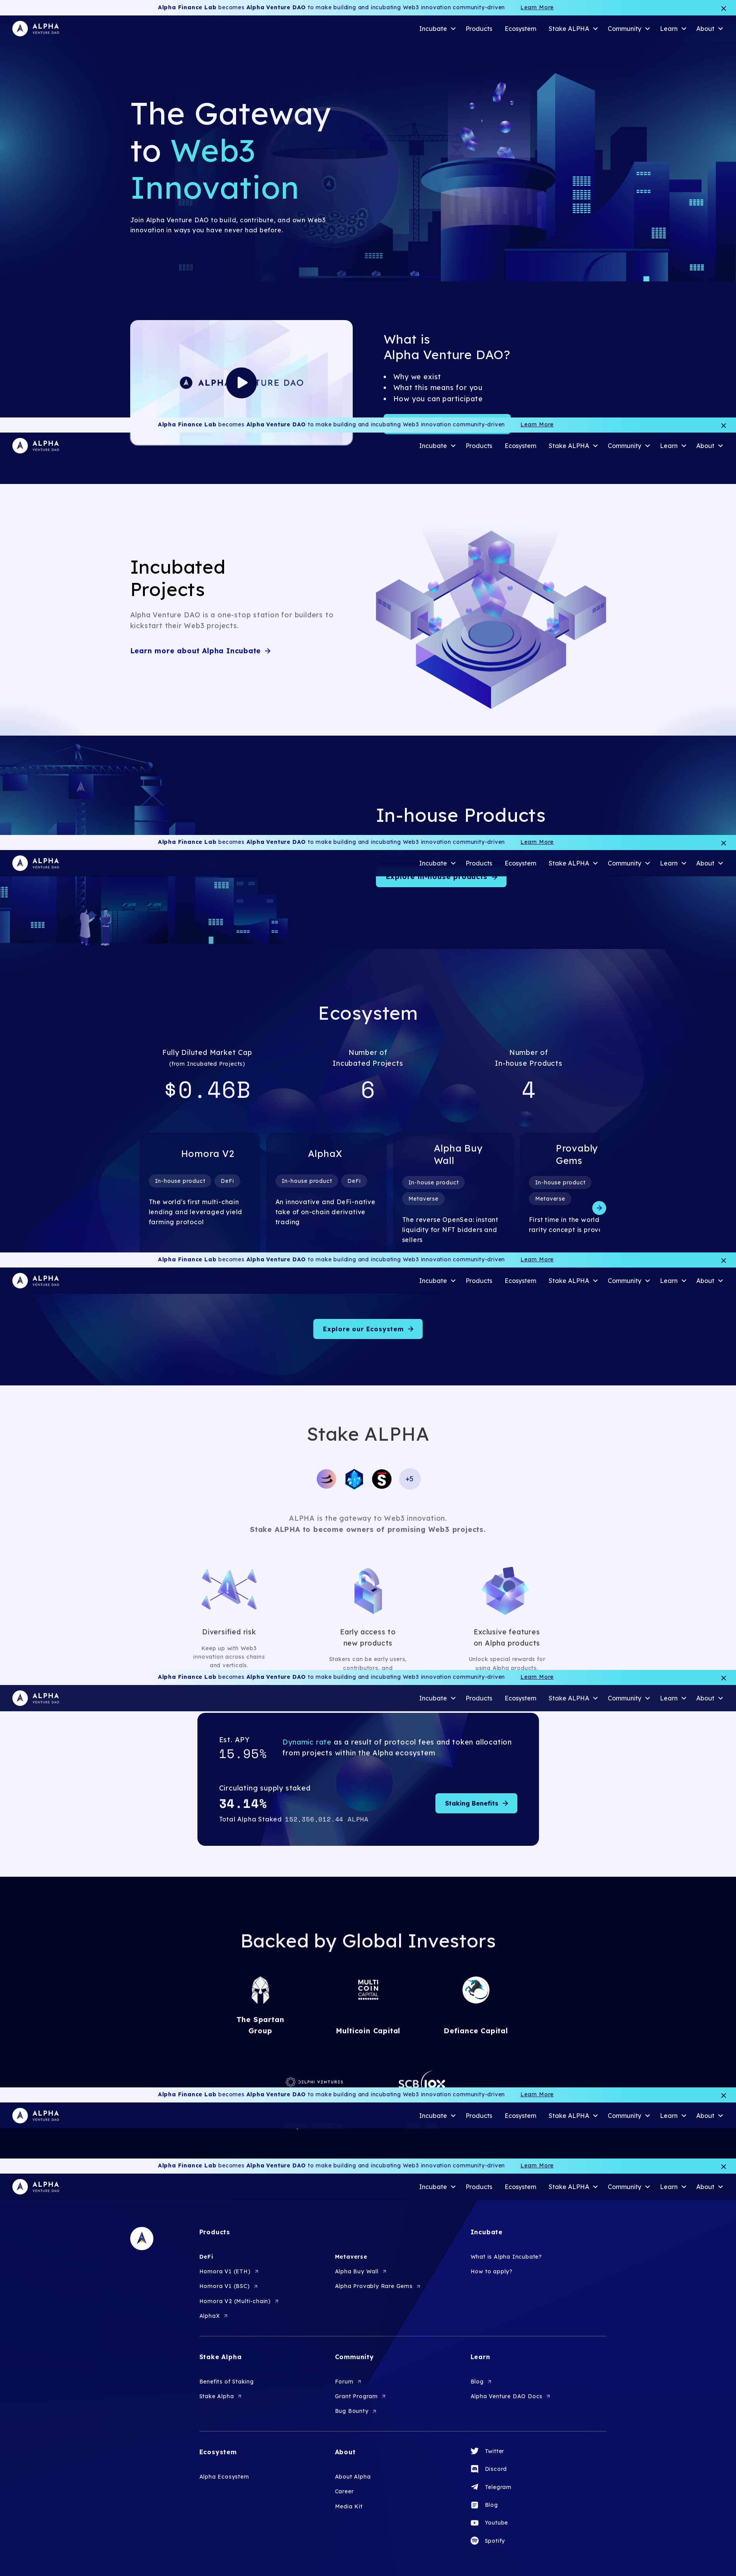 Alpha Finance Lab becomes Alpha Venture DAO to make building and incubating Web3 innovation community-driven Learn More
ALPHA
VENTURE DAO
Incubate Products Ecosystem Stake ALPHA Community Learn About
The Gateway
to Web3
Innovation
Join Alpha Venture DAO to build, contribute, and own Web3
innovation in ways you have never had before.
What is
Alpha Venture DAO?
• Why we exist
• What this means for you
• How you can participate
Alpha Finance Lab becomes Alpha Venture DAO to make building and incubating Web3 innovation community-driven Learn More
ALPHA
VENTURE DAO
Incubate Products Ecosystem Stake ALPHA Community Learn About
Incubated
Projects
Alpha Venture DAO is a one-stop station for builders to
kickstart their Web3 projects.
Learn more about Alpha Incubate
In-house Products
Alpha Finance Lab becomes Alpha Venture DAO to make building and incubating Web3 innovation community-driven Learn More
ALPHA
VENTURE DAO
Incubate Products Ecosystem Stake ALPHA Community Learn About
Explore in-house products
Ecosystem
Fully Diluted Market Cap
(from Incubated Projects)
$0.46B
Number of
Incubated Projects
6
Number of
In-house Products
4
Homora V2
In-house product DeFi
The world's first multi-chain
lending and leveraged yield
farming protocol
AlphaX
In-house product DeFi
An innovative and DeFi-native
take of on-chain derivative
trading
Alpha Buy
Wall
In-house product
Metaverse
The reverse OpenSea: instant
liquidity for NFT bidders and
sellers
Provably
Gems
In-house product
Metaverse
First time in the world
rarity concept is prov
Alpha Finance Lab becomes Alpha Venture DAO to make building and incubating Web3 innovation community-driven Learn More
ALPHA
VENTURE DAO
Incubate Products Ecosystem Stake ALPHA Community Learn About
Explore our Ecosystem
Stake ALPHA
+5
ALPHA is the gateway to Web3 innovation.
Stake ALPHA to become owners of promising Web3 projects.
Diversified risk
Keep up with Web3
innovation across chains
and verticals.
Early access to
new products
Stakers can be early users,
contributors, and
Exclusive features
on Alpha products
Unlock special rewards for
using Alpha products.
Alpha Finance Lab becomes Alpha Venture DAO to make building and incubating Web3 innovation community-driven Learn More
ALPHA
VENTURE DAO
Incubate Products Ecosystem Stake ALPHA Community Learn About
Est. APY
15.95%
Dynamic rate as a result of protocol fees and token allocation
from projects within the Alpha ecosystem
Circulating supply staked
34.14%
Total Alpha Staked 152,356,012.44 ALPHA
Staking Benefits
Backed by Global Investors
The Spartan
Group
MULTI
COIN
CAPITAL
Multicoin Capital
Defiance Capital
DELPHI VENTURES
SCB 10X
Alpha Finance Lab becomes Alpha Venture DAO to make building and incubating Web3 innovation community-driven Learn More
ALPHA
VENTURE DAO
Incubate Products Ecosystem Stake ALPHA Community Learn About
Alpha Finance Lab becomes Alpha Venture DAO to make building and incubating Web3 innovation community-driven Learn More
ALPHA
VENTURE DAO
Incubate Products Ecosystem Stake ALPHA Community Learn About
Products
DeFi
Homora V1 (ETH)
Homora V1 (BSC)
Homora V2 (Multi-chain)
AlphaX
Metaverse
Alpha Buy Wall
Alpha Provably Rare Gems
Incubate
What is Alpha Incubate?
How to apply?
Stake Alpha
Benefits of Staking
Stake Alpha
Community
Forum
Grant Program
Bug Bounty
Learn
Blog
Alpha Venture DAO Docs
Ecosystem
Alpha Ecosystem
About
About Alpha
Career
Media Kit
Twitter
Discord
Telegram
Blog
Youtube
Spotify